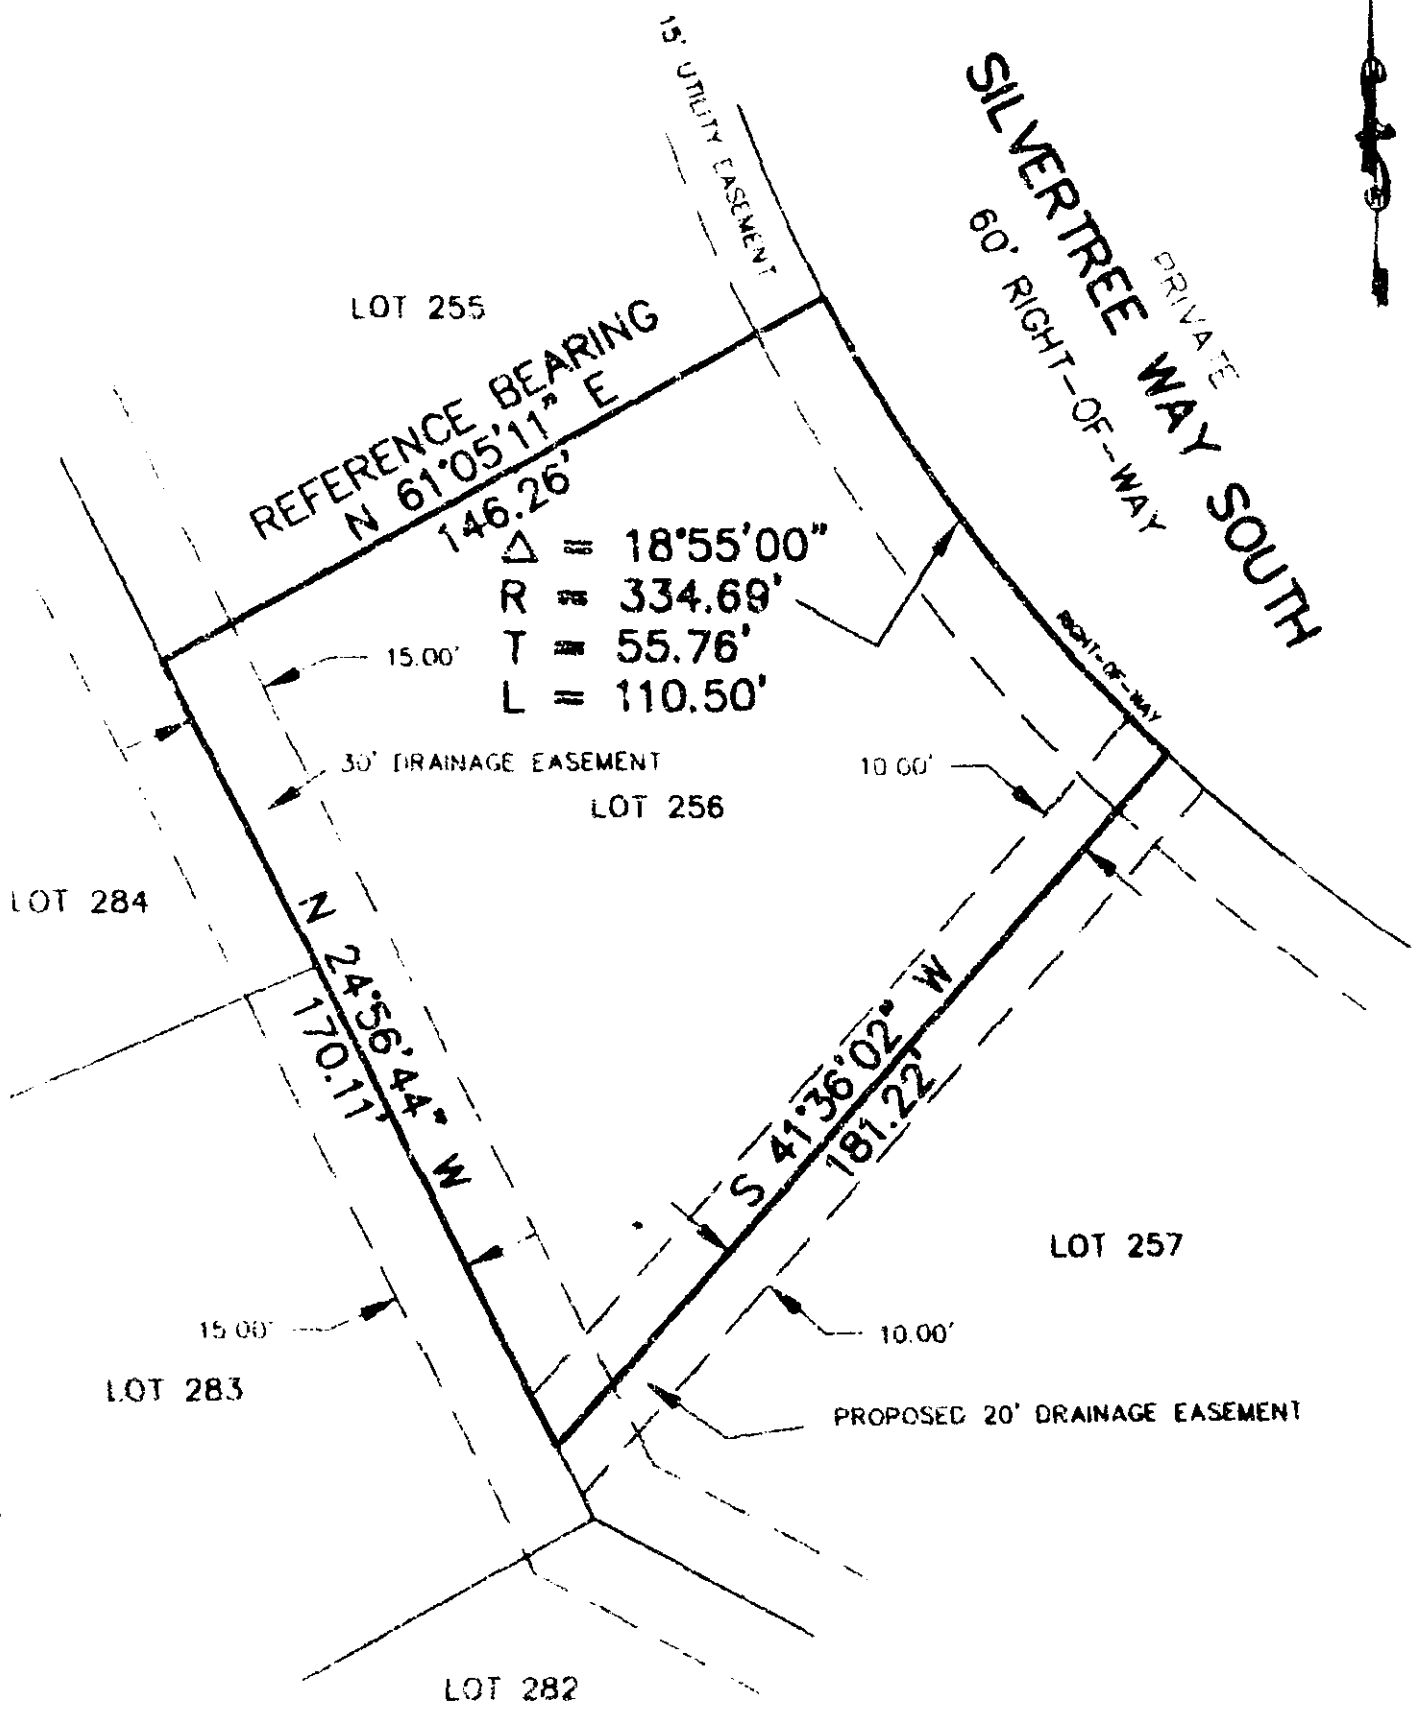 15' UTILITY EASEMENT
SILVERTREE WAY SOUTH
PRIVATE
60' RIGHT-OF-WAY
LOT 255
REFERENCE BEARING
N 61°05'11" E
146.26'
Δ = 18°55'00"
R = 334.69'
T = 55.76'
L = 110.50'
RIGHT-OF-WAY
15.00'
30' DRAINAGE EASEMENT
10.00'
LOT 256
LOT 284
N 24°56'44" W
170.11'
S 41°36'02" W
181.22'
LOT 257
15.00'
10.00'
LOT 283
PROPOSED 20' DRAINAGE EASEMENT
LOT 282